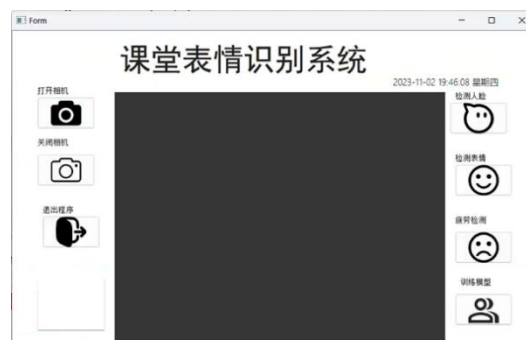 Form
课堂表情识别系统
2023-11-02 19:46:08 星期四
打开相机
关闭相机
退出程序
检测人脸
检测表情
疲劳检测
训练模型